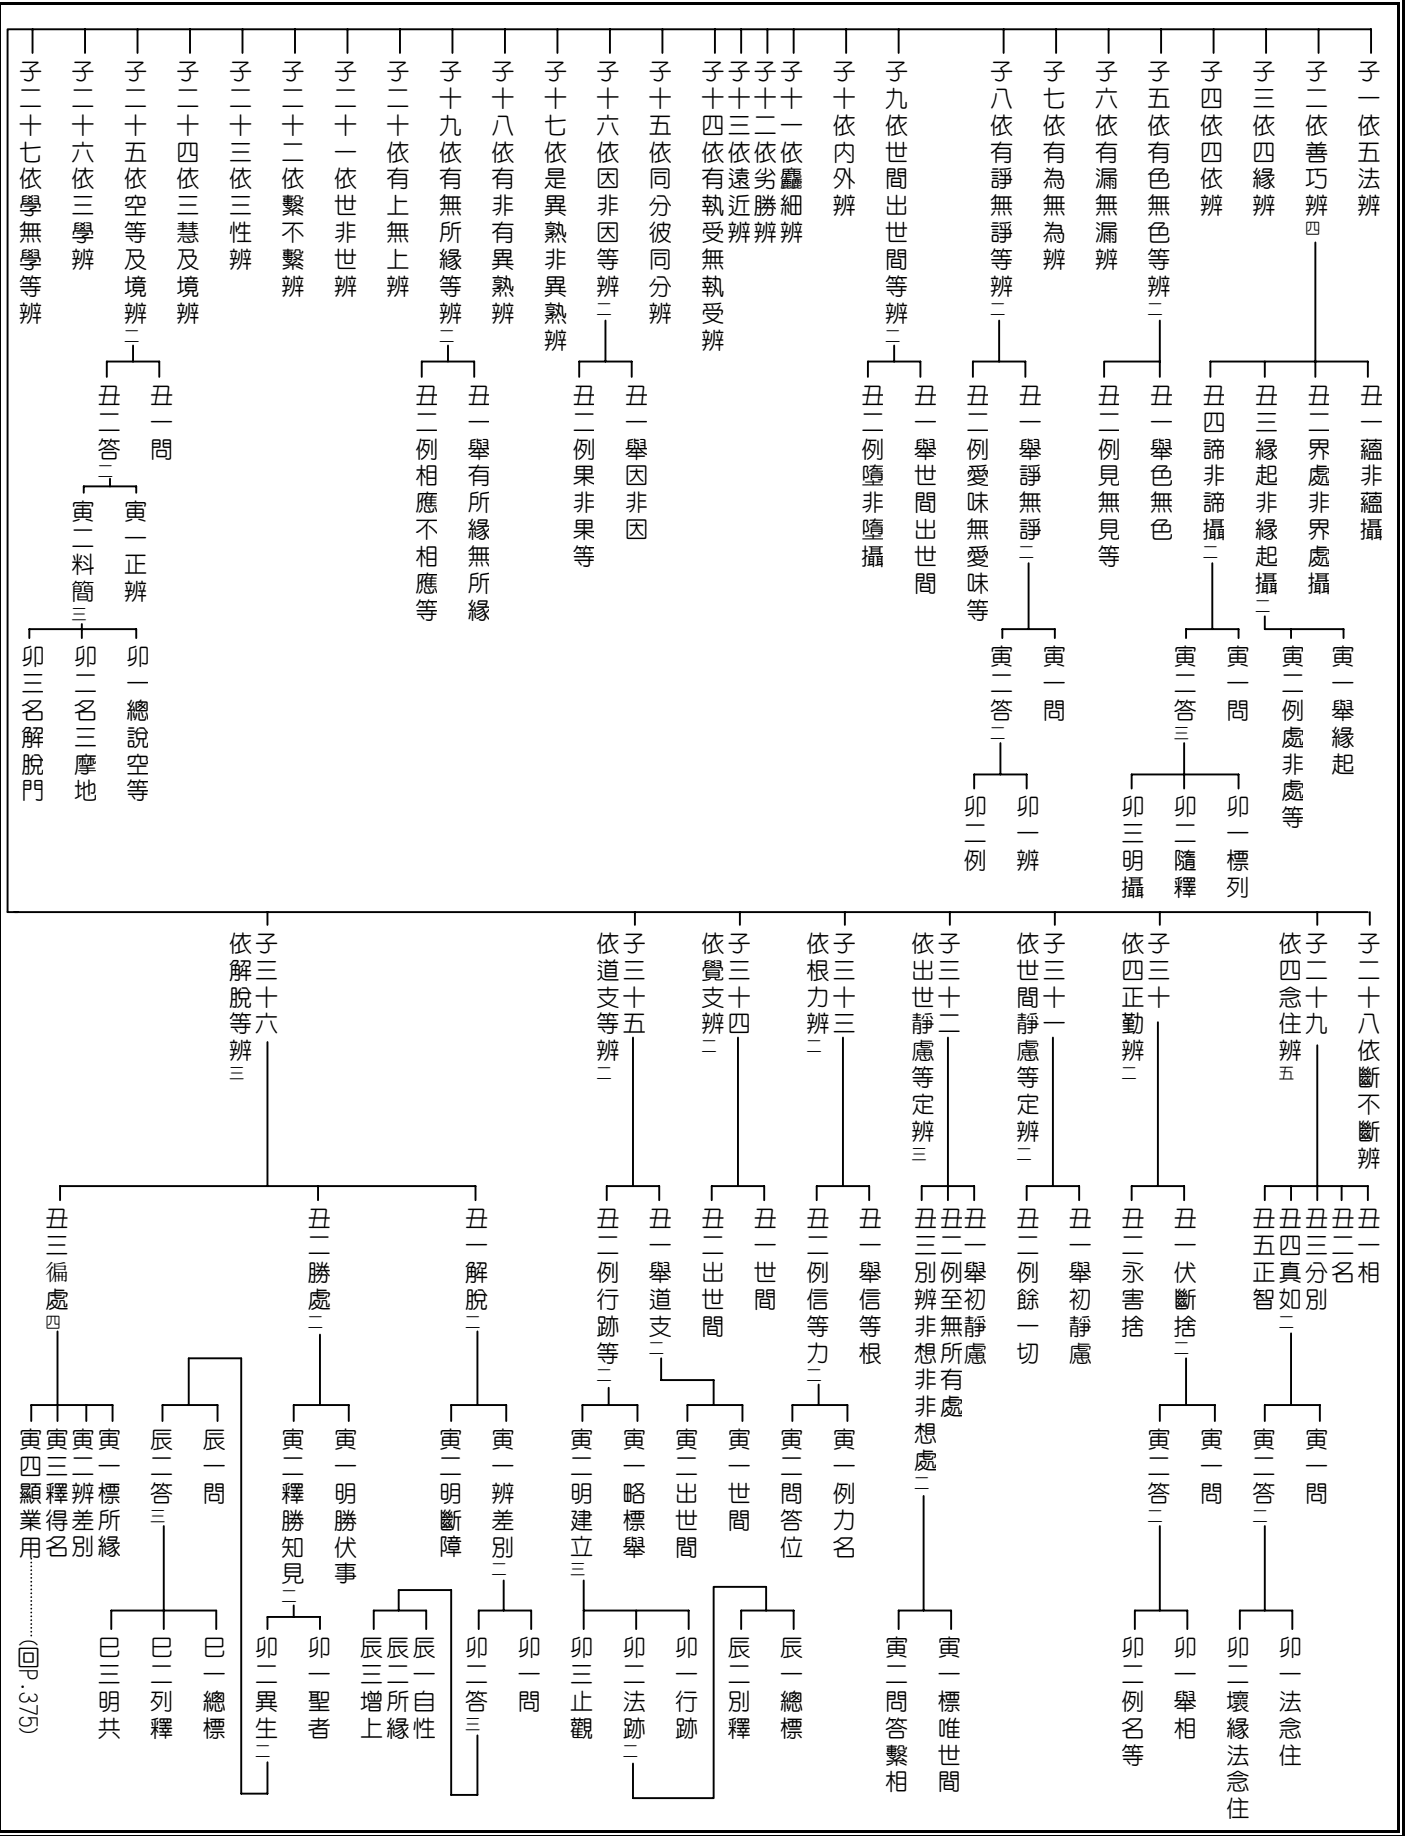 子一依五法辨
子二依善巧辨四
丑一蘊非蘊攝
丑二界處非界處攝
丑三緣起非緣起攝二
寅一舉緣起
寅二例處非處等
丑四諦非諦攝二
寅一問
寅二答三
卯一標列
卯二隨釋
卯三明攝
子三依四緣辨
子四依四依辨
子五依有色無色等辨二
丑一舉色無色
丑二例見無見等
子六依有漏無漏辨
子七依有為無為辨
子八依有諍無諍等辨二
丑一舉諍無諍二
寅一問
寅二答二
卯一辨
卯二例
丑二例愛味無愛味等
子九依世間出世間等辨二
丑一舉世間出世間
丑二例墮非墮攝
子十依內外辨
子十一依麤細辨
子十二依劣勝辨
子十三依遠近辨
子十四依有執受無執受辨
子十五依同分彼同分辨
子十六依因非因等辨二
丑一舉因非因
丑二例果非果等
子十七依是異熟非異熟辨
子十八依有非有異熟辨
子十九依有無所緣等辨二
丑一舉有所緣無所緣
丑二例相應不相應等
子二十依有上無上辨
子二十一依世非世辨
子二十二依繫不繫辨
子二十三依三性辨
子二十四依三慧及境辨
子二十五依空等及境辨二
丑一問
丑二答二
寅一正辨
寅二料簡三
卯一總說空等
卯二名三摩地
卯三名解脫門
子二十六依三學辨
子二十七依學無學等辨
子二十八依斷不斷辨
子二十九
依四念住辨五
丑一相
丑二名
丑三分別
丑四真如二
寅一問
寅二答二
卯一法念住
卯二壞緣法念住
丑五正智
子三十
依四正勤辨二
丑一伏斷捨二
寅一問
寅二答二
卯一舉相
卯二例名等
丑二永害捨
子三十一
依世間靜慮等定辨二
丑一舉初靜慮
丑二例餘一切
子三十二
依出世靜慮等定辨三
丑一舉初靜慮
丑二例至無所有處
丑三別辨非想非非想處二
寅一標唯世間
寅二問答繫相
子三十三
依根力辨二
丑一舉信等根
丑二例信等力二
寅一例力名
寅二問答位
子三十四
依覺支辨二
丑一世間
丑二出世間
子三十五
依道支等辨二
丑一舉道支二
寅一世間
寅二出世間
丑二例行跡等二
寅一略標舉
寅二明建立三
卯一行跡
卯二法跡二
辰一總標
辰二別釋
卯三止觀
子三十六
依解脫等辨三
丑一解脫二
寅一辨差別二
卯一問
卯二答三
辰一自性
辰二所緣
辰三增上
寅二明斷障
丑二勝處二
寅一明勝伏事
寅二釋勝知見二
卯一聖者
卯二異生二
辰一問
辰二答三
巳一總標
巳二列釋
巳三明共
丑三徧處四
寅一標所緣
寅二辨差別
寅三釋得名
寅四顯業用…………(回P.375)